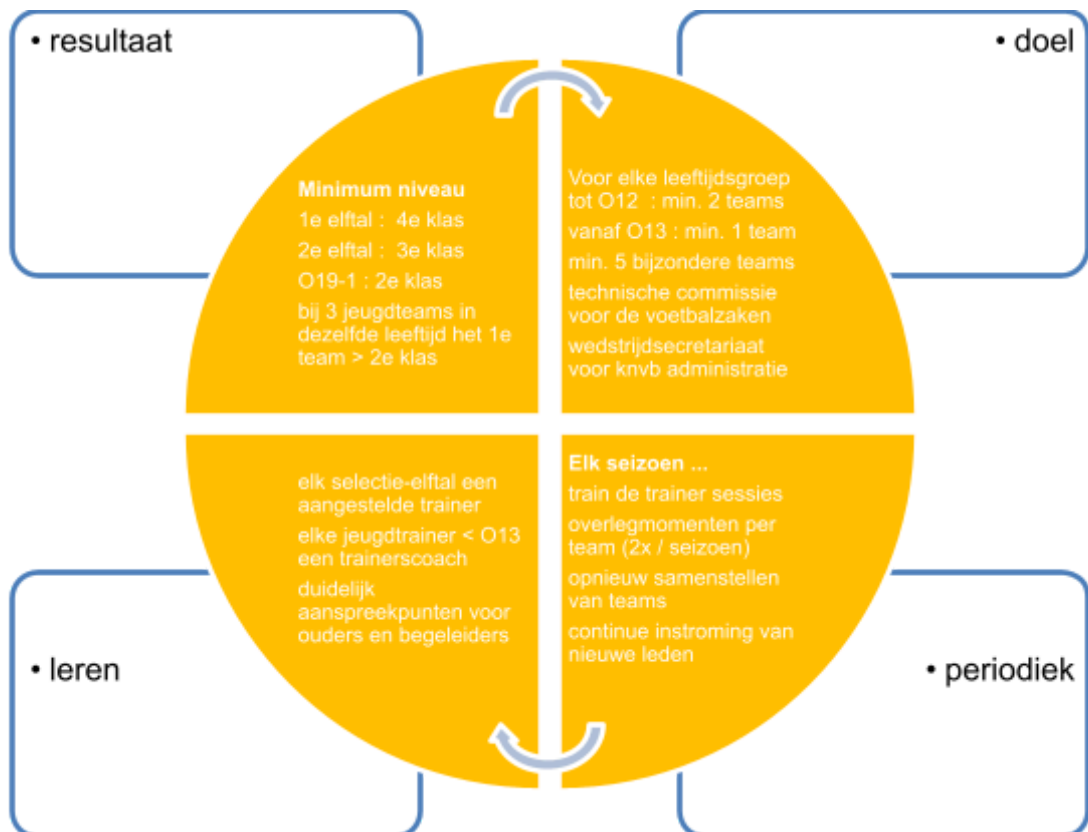 • resultaat
• doel
Minimum niveau
1e elftal : 4e klas
2e elftal : 3e klas
O19-1 : 2e klas
bij 3 jeugdteams in
dezelfde leeftijd het 1e
team > 2e klas
Voor elke leeftijdsgroep
tot O12 : min. 2 teams
vanaf O13 : min. 1 team
min. 5 bijzondere teams
technische commissie
voor de voetbalzaken
wedstrijdsecretariaat
voor knvb administratie
elk selectie-elftal een
aangestelde trainer
elke jeugdtrainer < O13
een trainerscoach
duidelijk
aanspreekpunten voor
ouders en begeleiders
Elk seizoen ...
train de trainer sessies
overlegmomenten per
team (2x / seizoen)
opnieuw samenstellen
van teams
continue instroming van
nieuwe leden
• leren
• periodiek